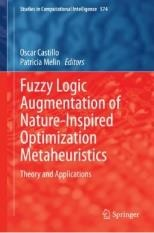 Studies in Computational Intelligence 574
Oscar Castillo
Patricia Melin Editors
Fuzzy Logic
Augmentation of
Nature-Inspired
Optimization
Metaheuristics
Theory and Applications
Springer